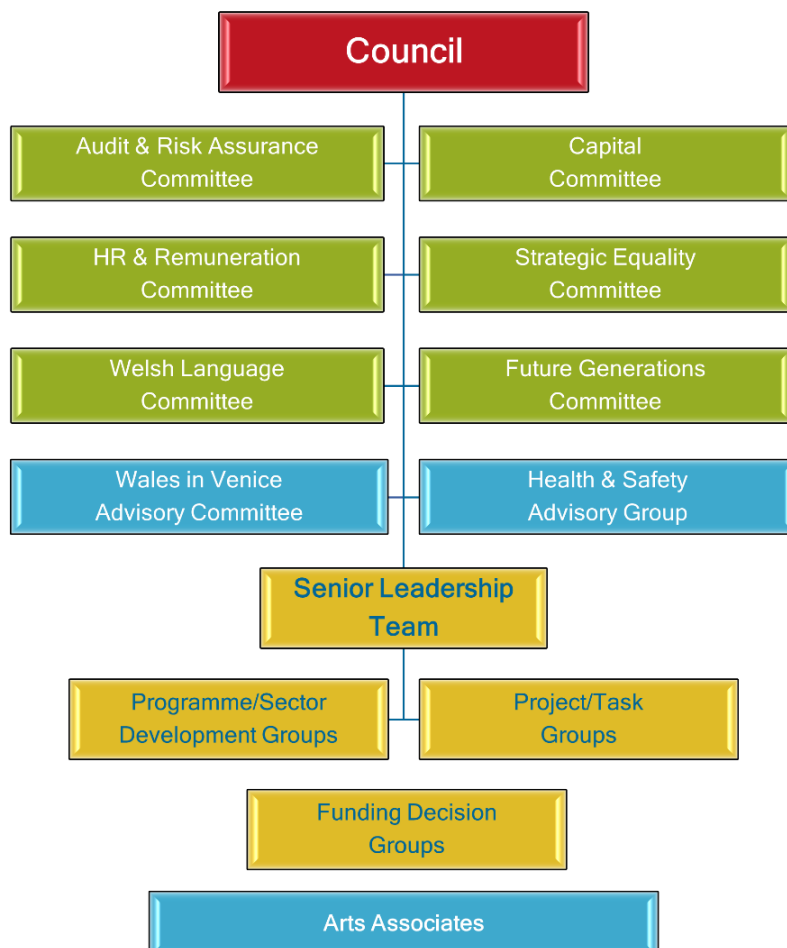 Council
Audit & Risk Assurance
Committee
Capital
Committee
HR & Remuneration
Committee
Strategic Equality
Committee
Welsh Language
Committee
Future Generations
Committee
Wales in Venice
Advisory Committee
Health & Safety
Advisory Group
Senior Leadership
Team
Programme/Sector
Development Groups
Project/Task
Groups
Funding Decision
Groups
Arts Associates